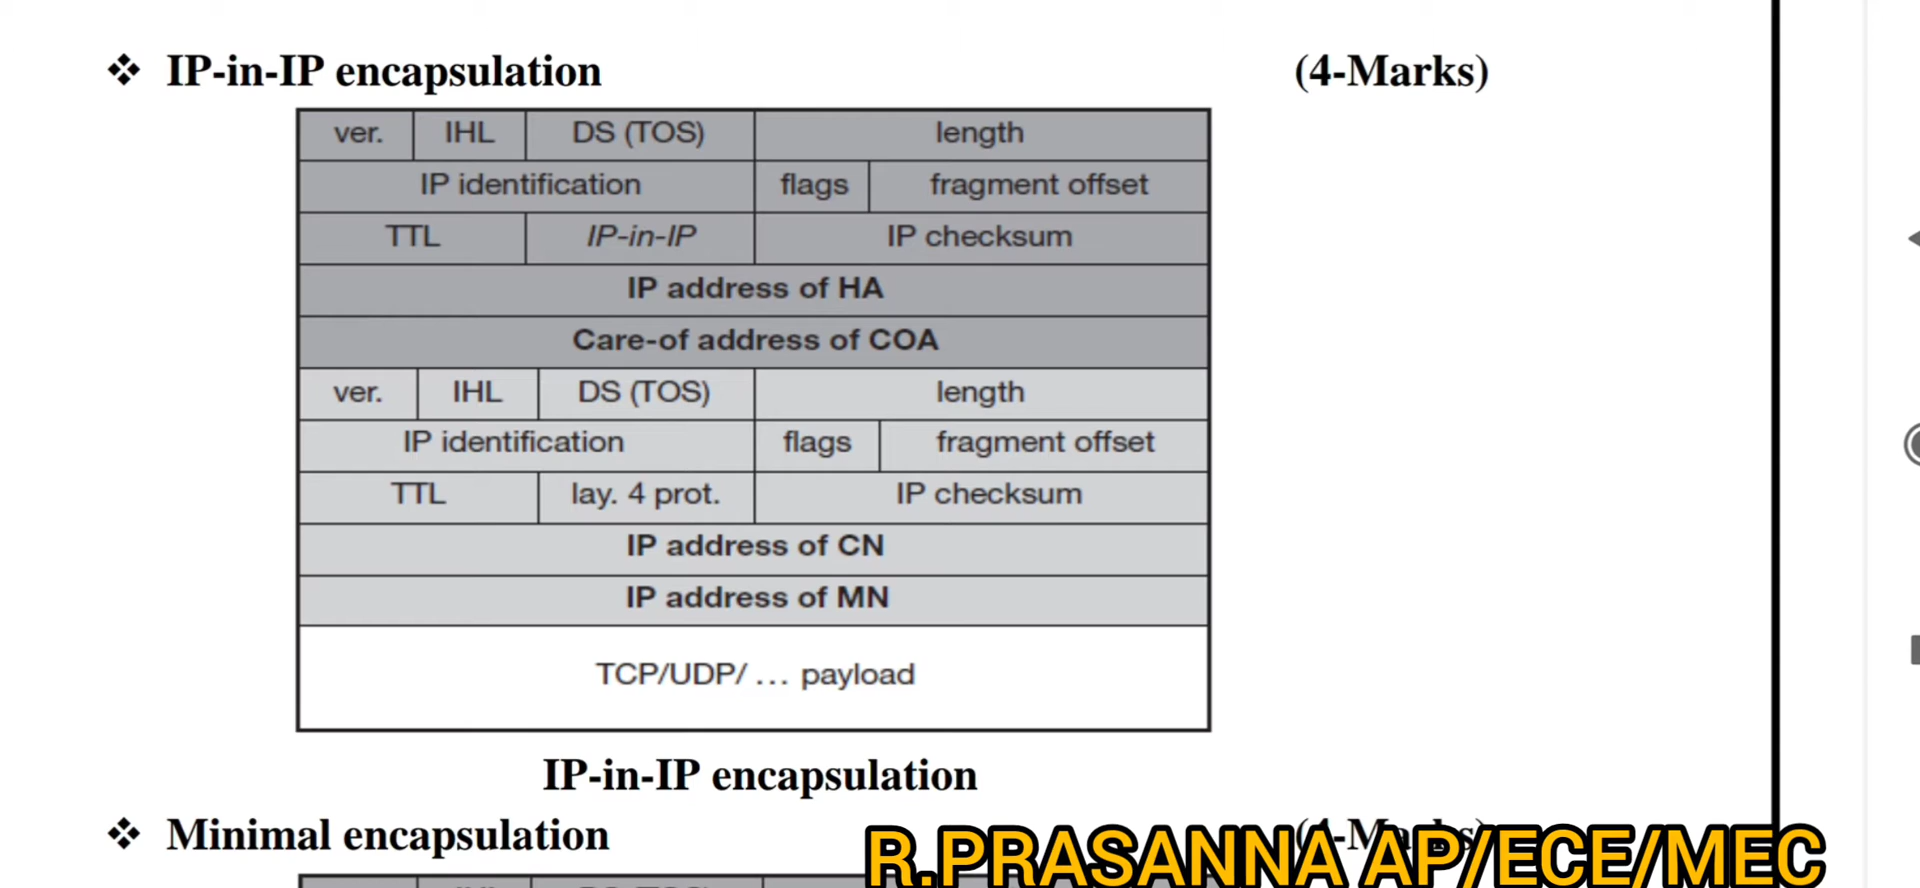 ❖ IP-in-IP encapsulation (4-Marks)
ver. IHL DS (TOS) length
IP identification flags fragment offset
TTL IP-in-IP IP checksum
IP address of HA
Care-of address of COA
ver. IHL DS (TOS) length
IP identification flags fragment offset
TTL lay. 4 prot. IP checksum
IP address of CN
IP address of MN
TCP/UDP/ ... payload
IP-in-IP encapsulation
❖ Minimal encapsulation (4-Marks)
R.PRASANNA AP/ECE/MEC